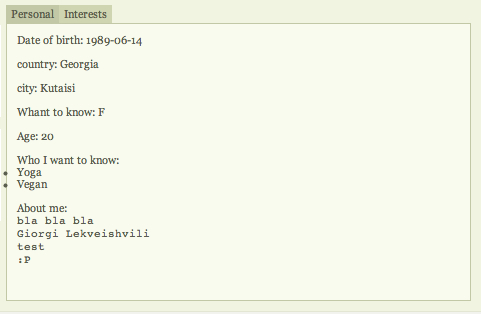 Personal Interests
Date of birth: 1989-06-14
country: Georgia
city: Kutaisi
Whant to know: F
Age: 20
Who I want to know:
Yoga
Vegan
About me:
bla bla bla
Giorgi Lekveishvili
test
:P